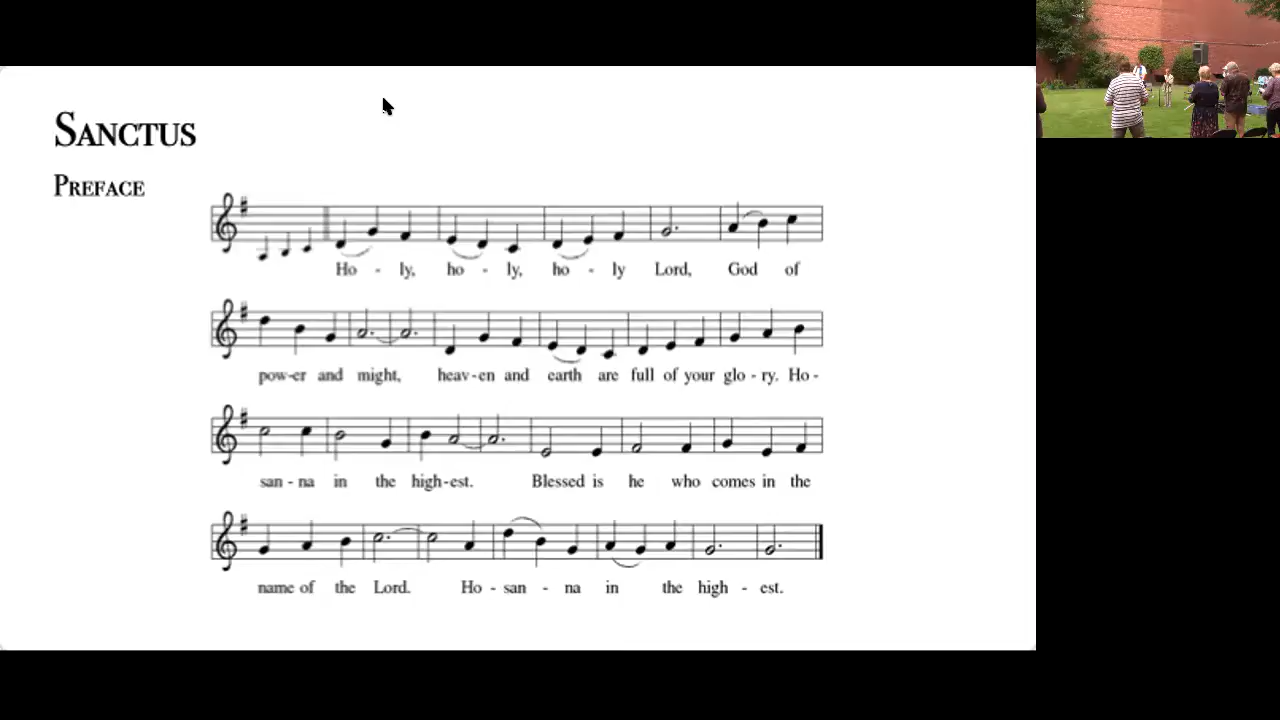 SANCTUS
PREFACE
Ho - ly, ho - ly, ho - ly Lord, God of
pow-er and might, heav-en and earth are full of your glo - ry. Ho -
san - na in the high-est. Blessed is he who comes in the
name of the Lord. Ho - san - na in the high - est.